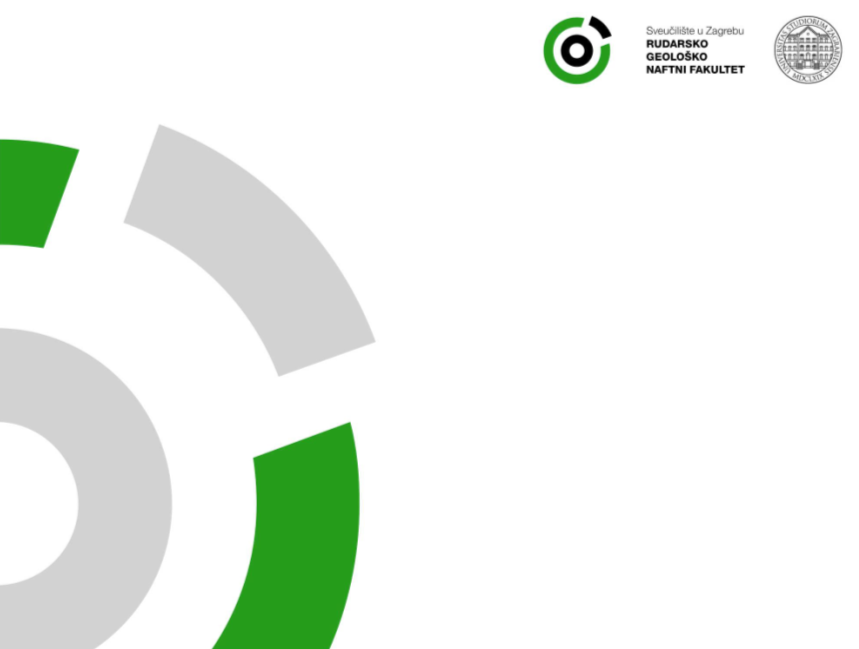 Sveučilište u Zagrebu
RUDARSKO
GEOLOŠKO
NAFTNI FAKULTET